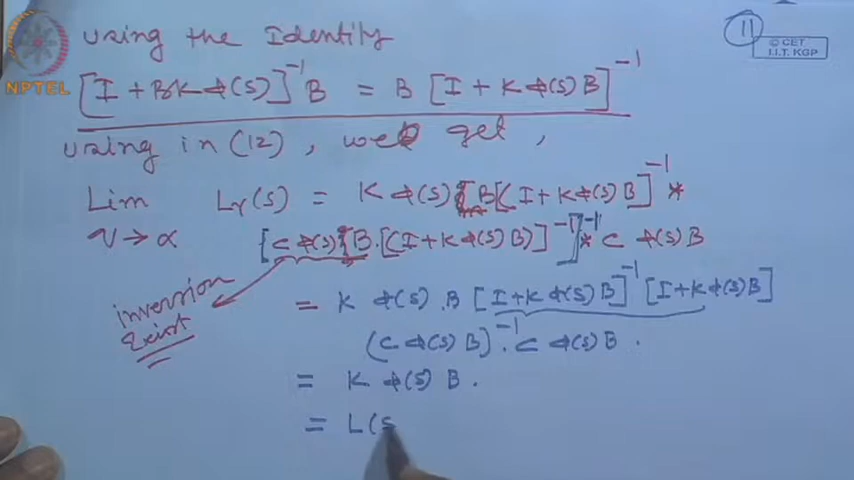 using the Identity
[I + BK Φ(s)]⁻¹ B = B [I + K Φ(s) B]⁻¹
using in (12), we get,
Lim Lr(s) = K Φ(s) { B[(I + K Φ(s) B]⁻¹ *
ν → α [C Φ(s) {B.[(I + K Φ(s) B)]⁻¹]⁻¹ * C Φ(s) B
inversion
exist
= K Φ(s) . B [I + K Φ(s) B]⁻¹ [I + K Φ(s) B]
(C Φ(s) B)⁻¹ . C Φ(s) B .
= K Φ(s) B .
= L(s
11
© CET
I.I.T. KGP
NPTEL